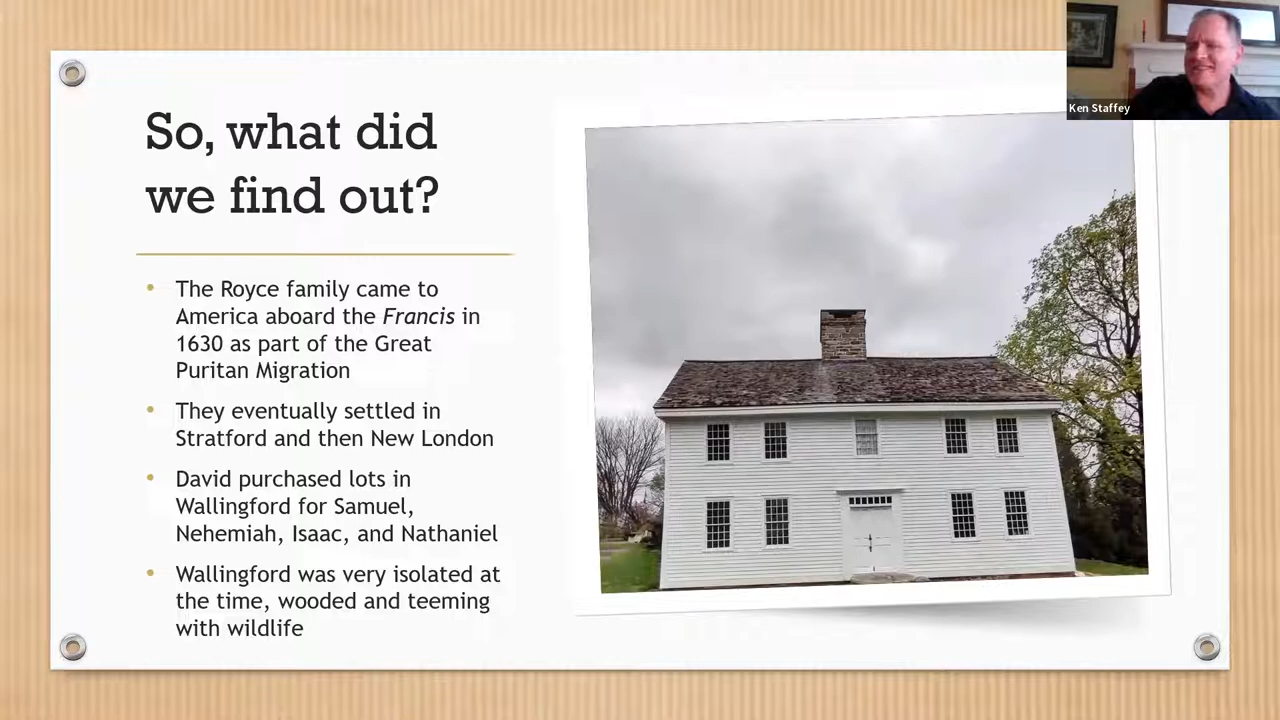 So, what did
we find out?
• The Royce family came to
America aboard the Francis in
1630 as part of the Great
Puritan Migration
• They eventually settled in
Stratford and then New London
• David purchased lots in
Wallingford for Samuel,
Nehemiah, Isaac, and Nathaniel
• Wallingford was very isolated at
the time, wooded and teeming
with wildlife
Ken Staffey